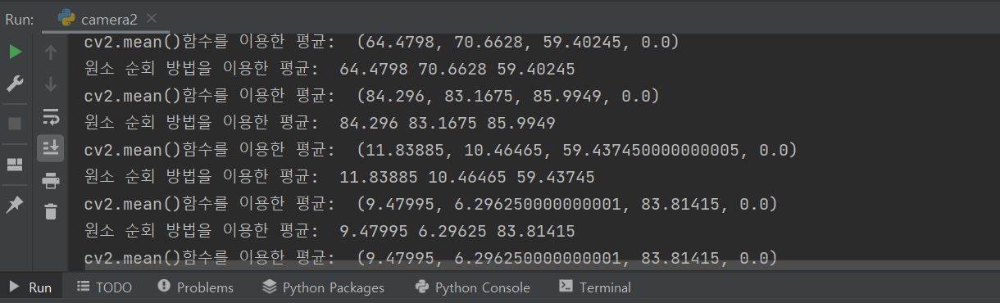 Run: camera2
cv2.mean()함수를 이용한 평균:  (64.4798, 70.6628, 59.40245, 0.0)
원소 순회 방법을 이용한 평균:  64.4798 70.6628 59.40245
cv2.mean()함수를 이용한 평균:  (84.296, 83.1675, 85.9949, 0.0)
원소 순회 방법을 이용한 평균:  84.296 83.1675 85.9949
cv2.mean()함수를 이용한 평균:  (11.83885, 10.46465, 59.437450000000005, 0.0)
원소 순회 방법을 이용한 평균:  11.83885 10.46465 59.43745
cv2.mean()함수를 이용한 평균:  (9.47995, 6.296250000000001, 83.81415, 0.0)
원소 순회 방법을 이용한 평균:  9.47995 6.29625 83.81415
cv2.mean()함수를 이용한 평균:  (9.47995, 6.296250000000001, 83.81415, 0.0)
Run TODO Problems Python Packages Python Console Terminal